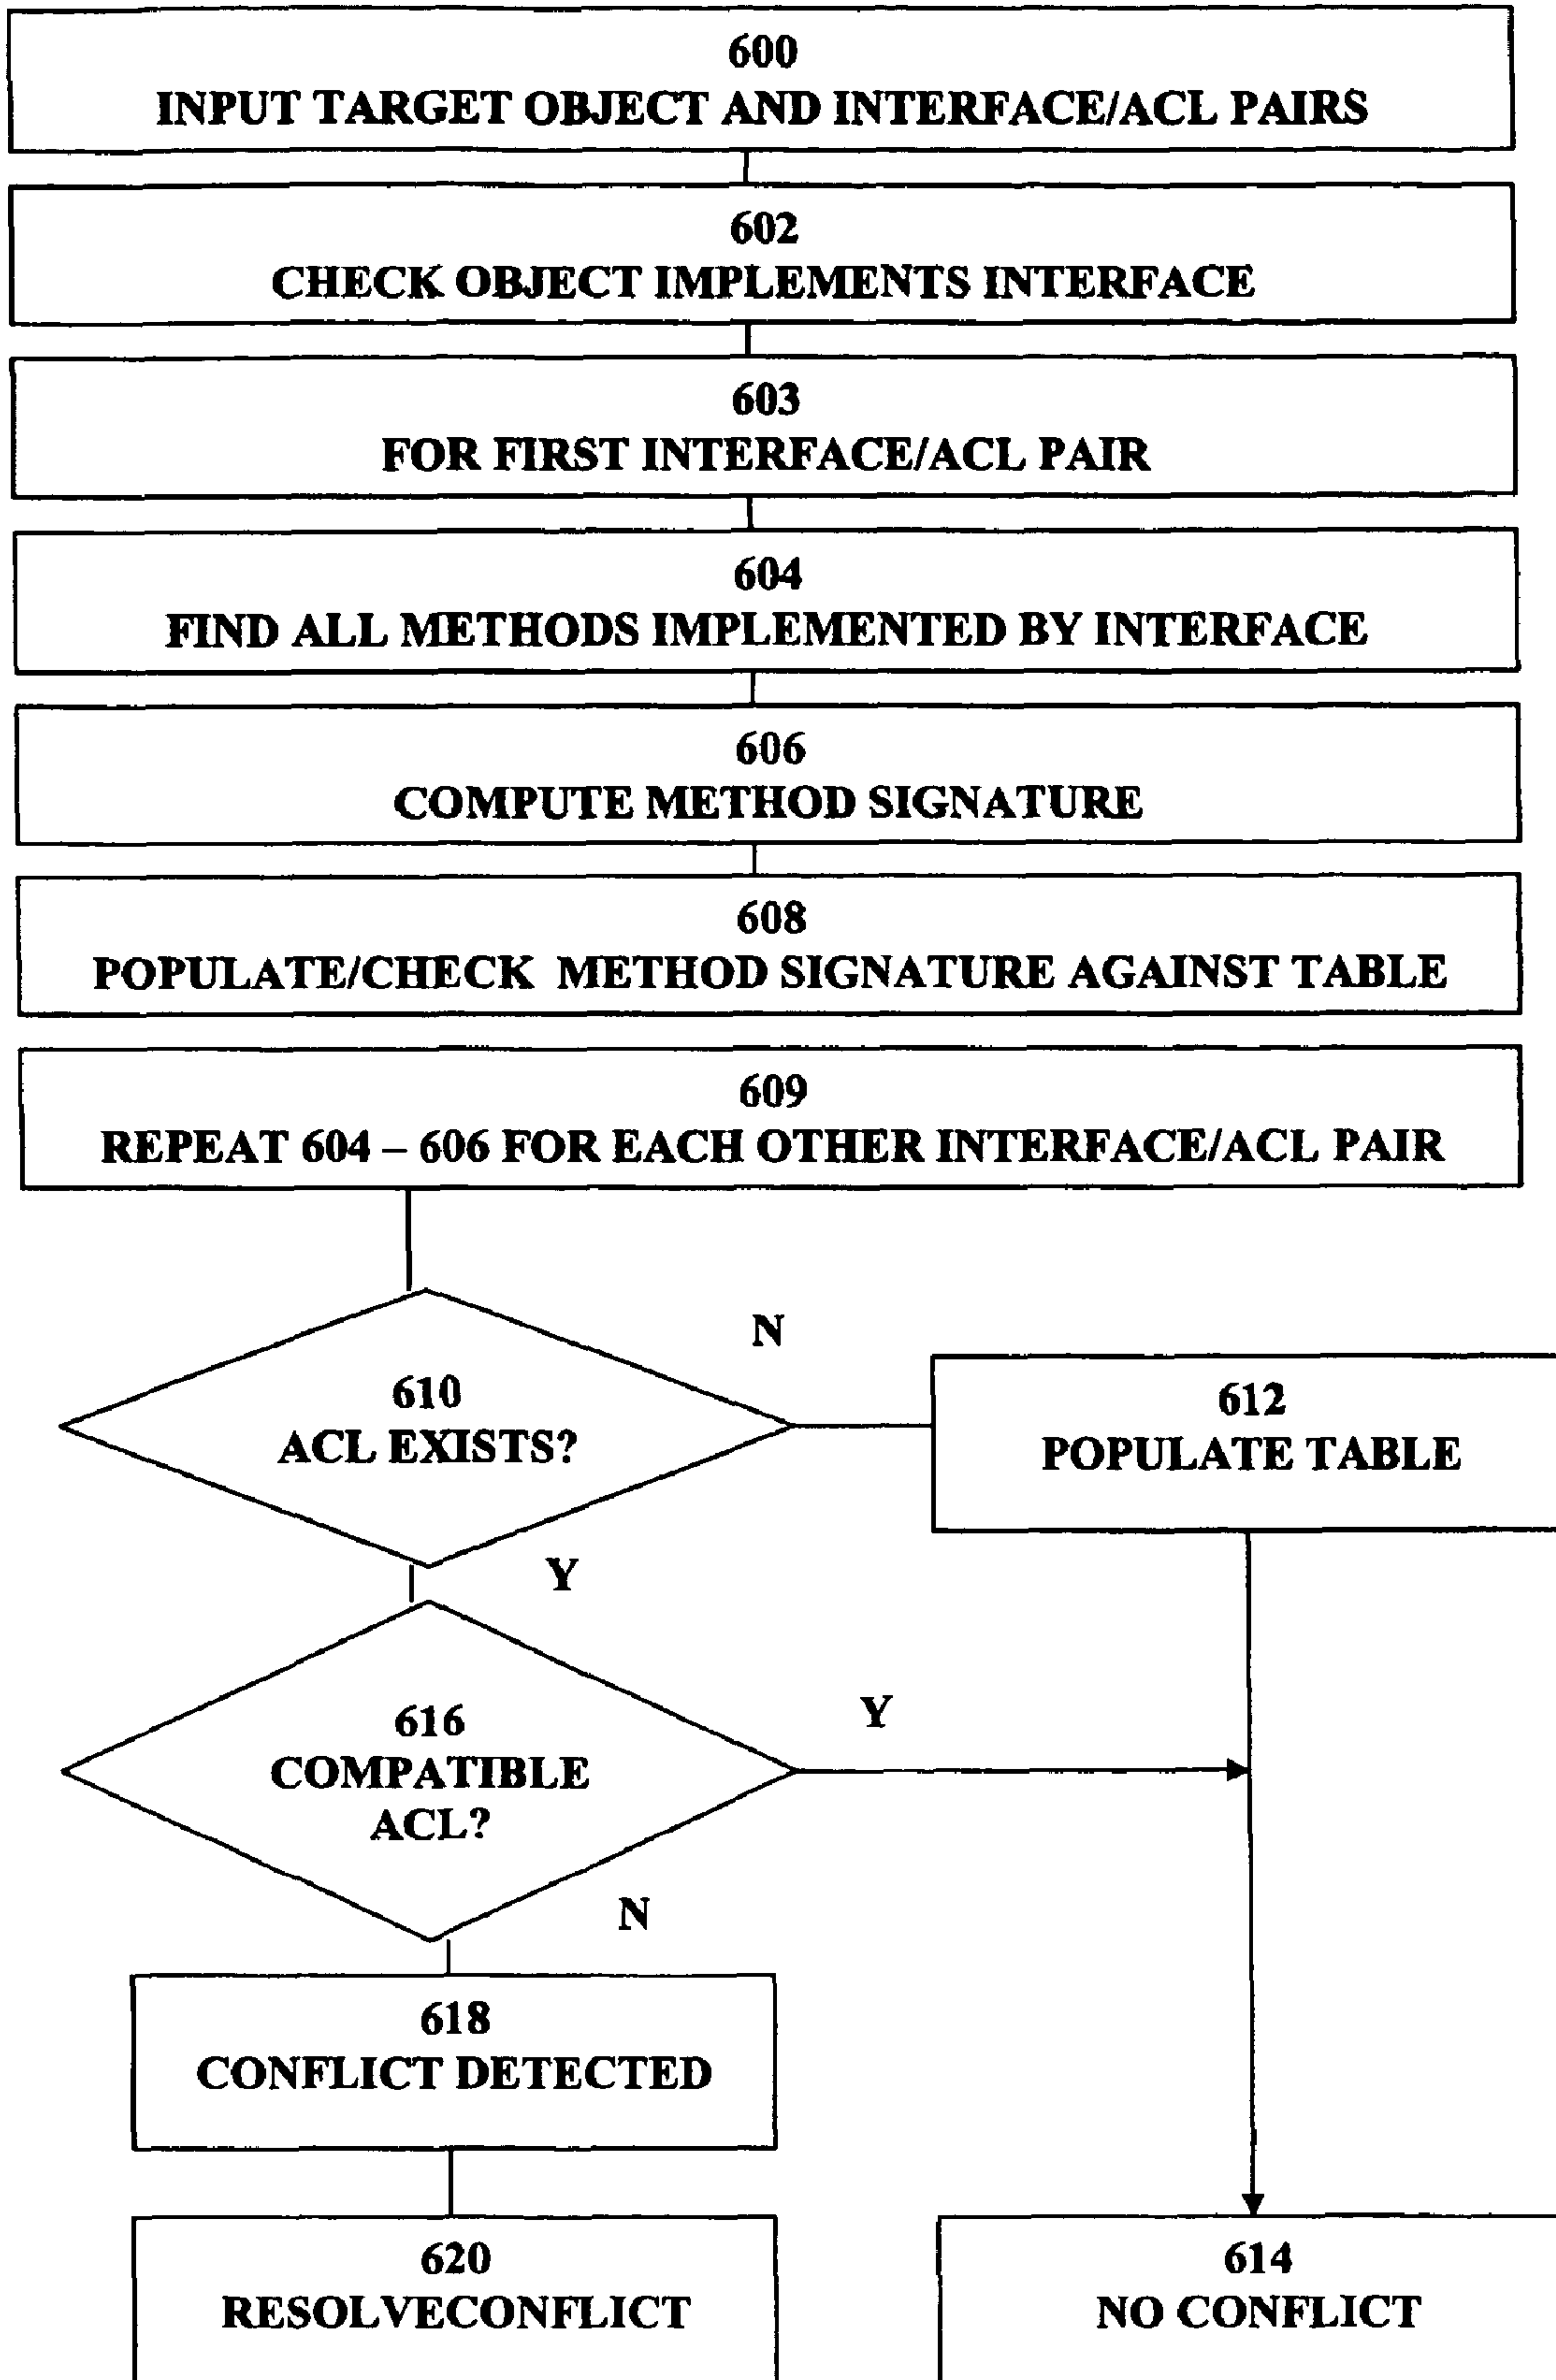 600
INPUT TARGET OBJECT AND INTERFACE/ACL PAIRS
602
CHECK OBJECT IMPLEMENTS INTERFACE
603
FOR FIRST INTERFACE/ACL PAIR
604
FIND ALL METHODS IMPLEMENTED BY INTERFACE
606
COMPUTE METHOD SIGNATURE
608
POPULATE/CHECK METHOD SIGNATURE AGAINST TABLE
609
REPEAT 604 – 606 FOR EACH OTHER INTERFACE/ACL PAIR
N
610
ACL EXISTS?
612
POPULATE TABLE
Y
616
COMPATIBLE
ACL?
Y
N
618
CONFLICT DETECTED
620
RESOLVECONFLICT
614
NO CONFLICT